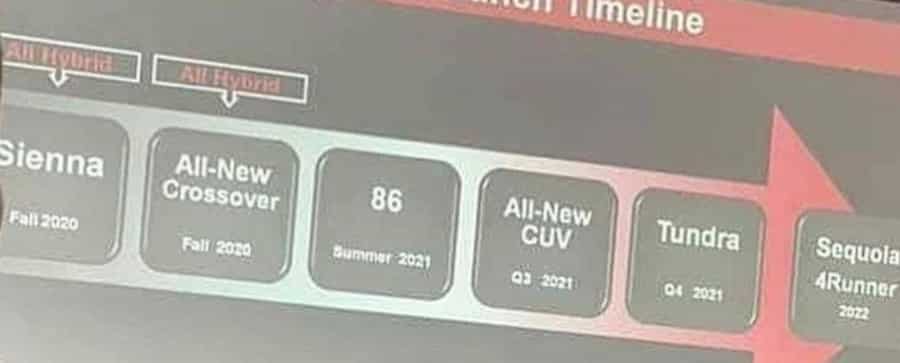 Timeline
All Hybrid
All Hybrid
Sienna
Fall 2020
All-New
Crossover
Fall 2020
86
Summer 2021
All-New
CUV
Q3 2021
Tundra
Q4 2021
Sequoia
4Runner
2022